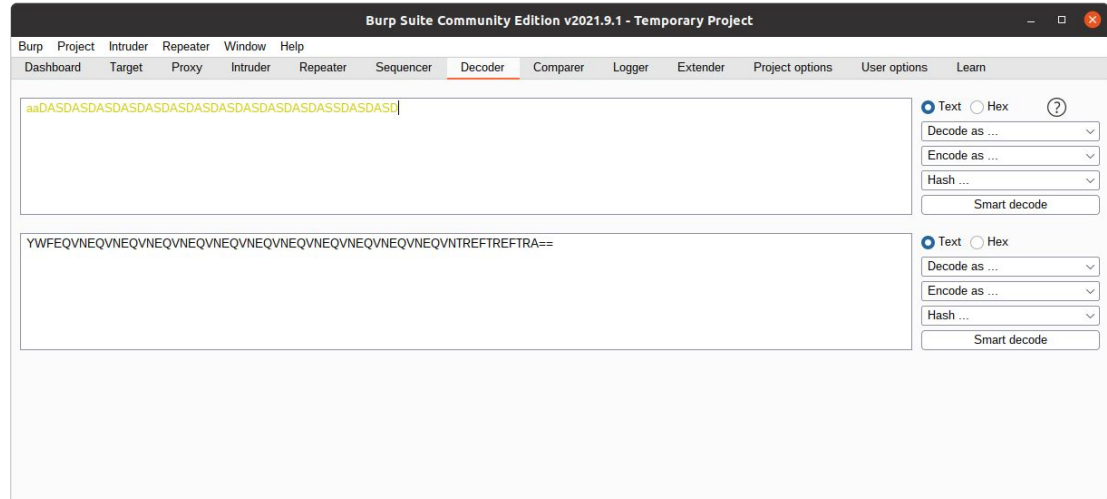 Burp Suite Community Edition v2021.9.1 - Temporary Project
Burp Project Intruder Repeater Window Help
Dashboard Target Proxy Intruder Repeater Sequencer Decoder Comparer Logger Extender Project options User options Learn
aaDASDASDASDASDASDASDASDASDASDASDASDASSDASDASD
Text Hex ?
Decode as ...
Encode as ...
Hash ...
Smart decode
YWFEQVNEQVNEQVNEQVNEQVNEQVNEQVNEQVNEQVNEQVNEQVNEQVNTREFTREFTRA==
Text Hex
Decode as ...
Encode as ...
Hash ...
Smart decode